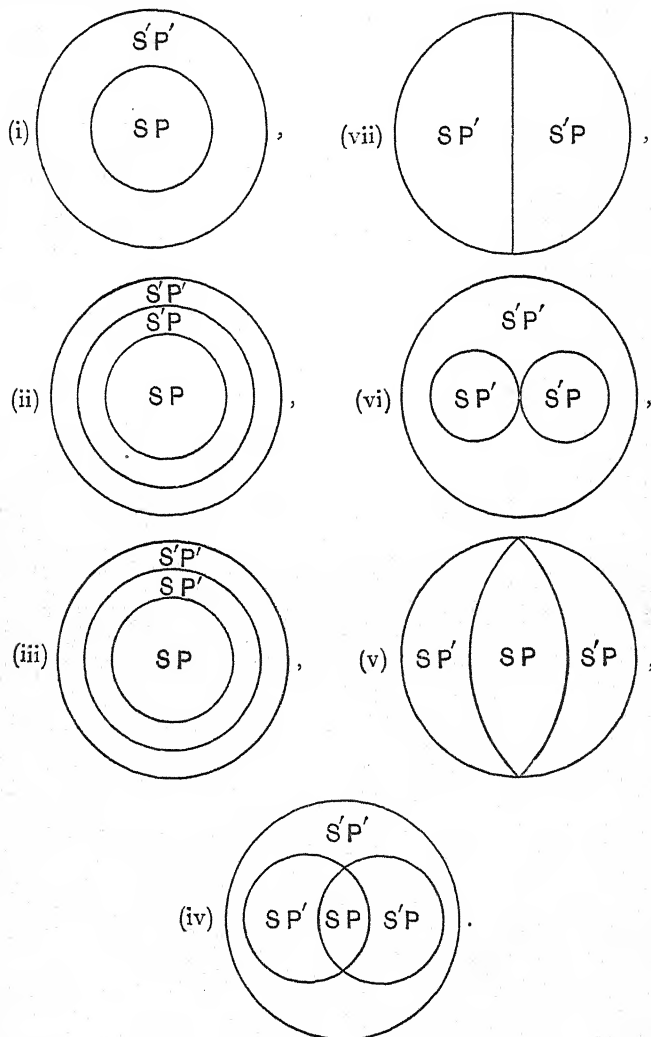 S'P'
(i) SP ,
(vii) SP' S'P ,
S'P'
S'P
(ii) SP ,
S'P'
(vi) SP' S'P ,
S'P'
SP'
(iii) SP ,
(v) SP' SP S'P ,
S'P'
(iv) SP' SP S'P .